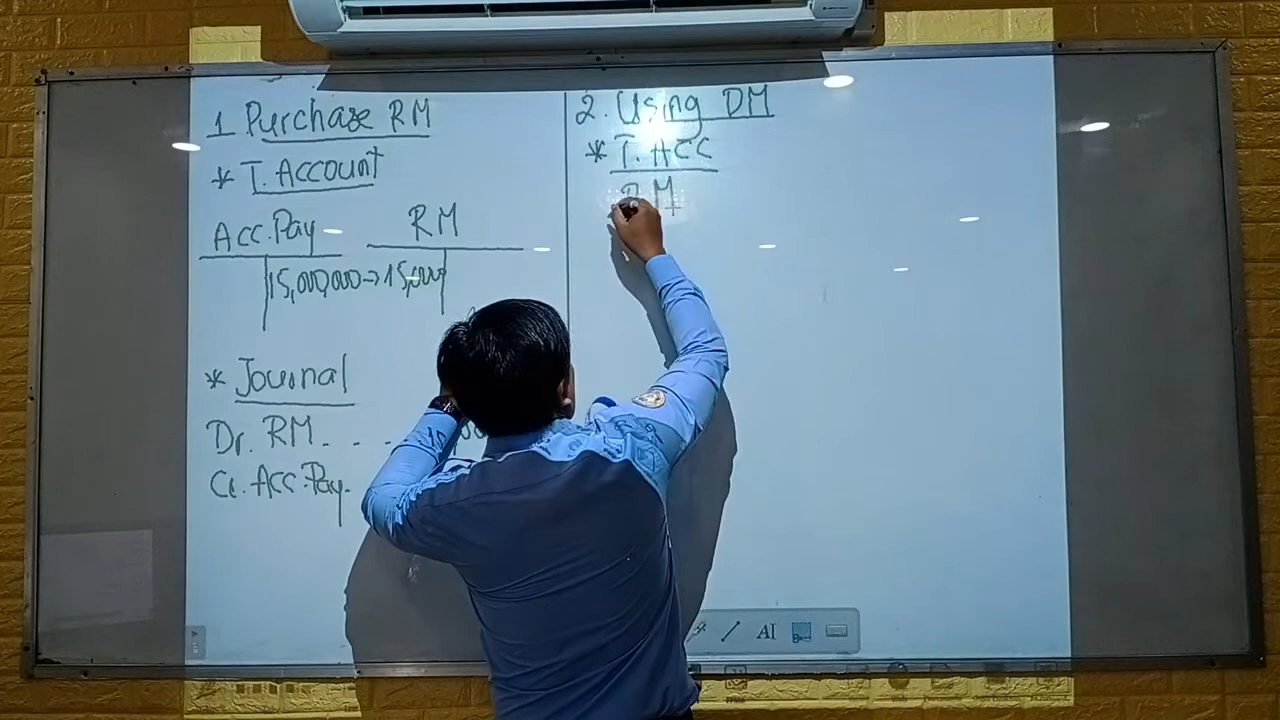 1 Purchase RM
* T. Account
Acc.Pay RM
15,000,000→15,000
* Journal
Dr. RM. . . .
Cr. Acc.Pay.
2. Using DM
* T. Acc
RM
AI